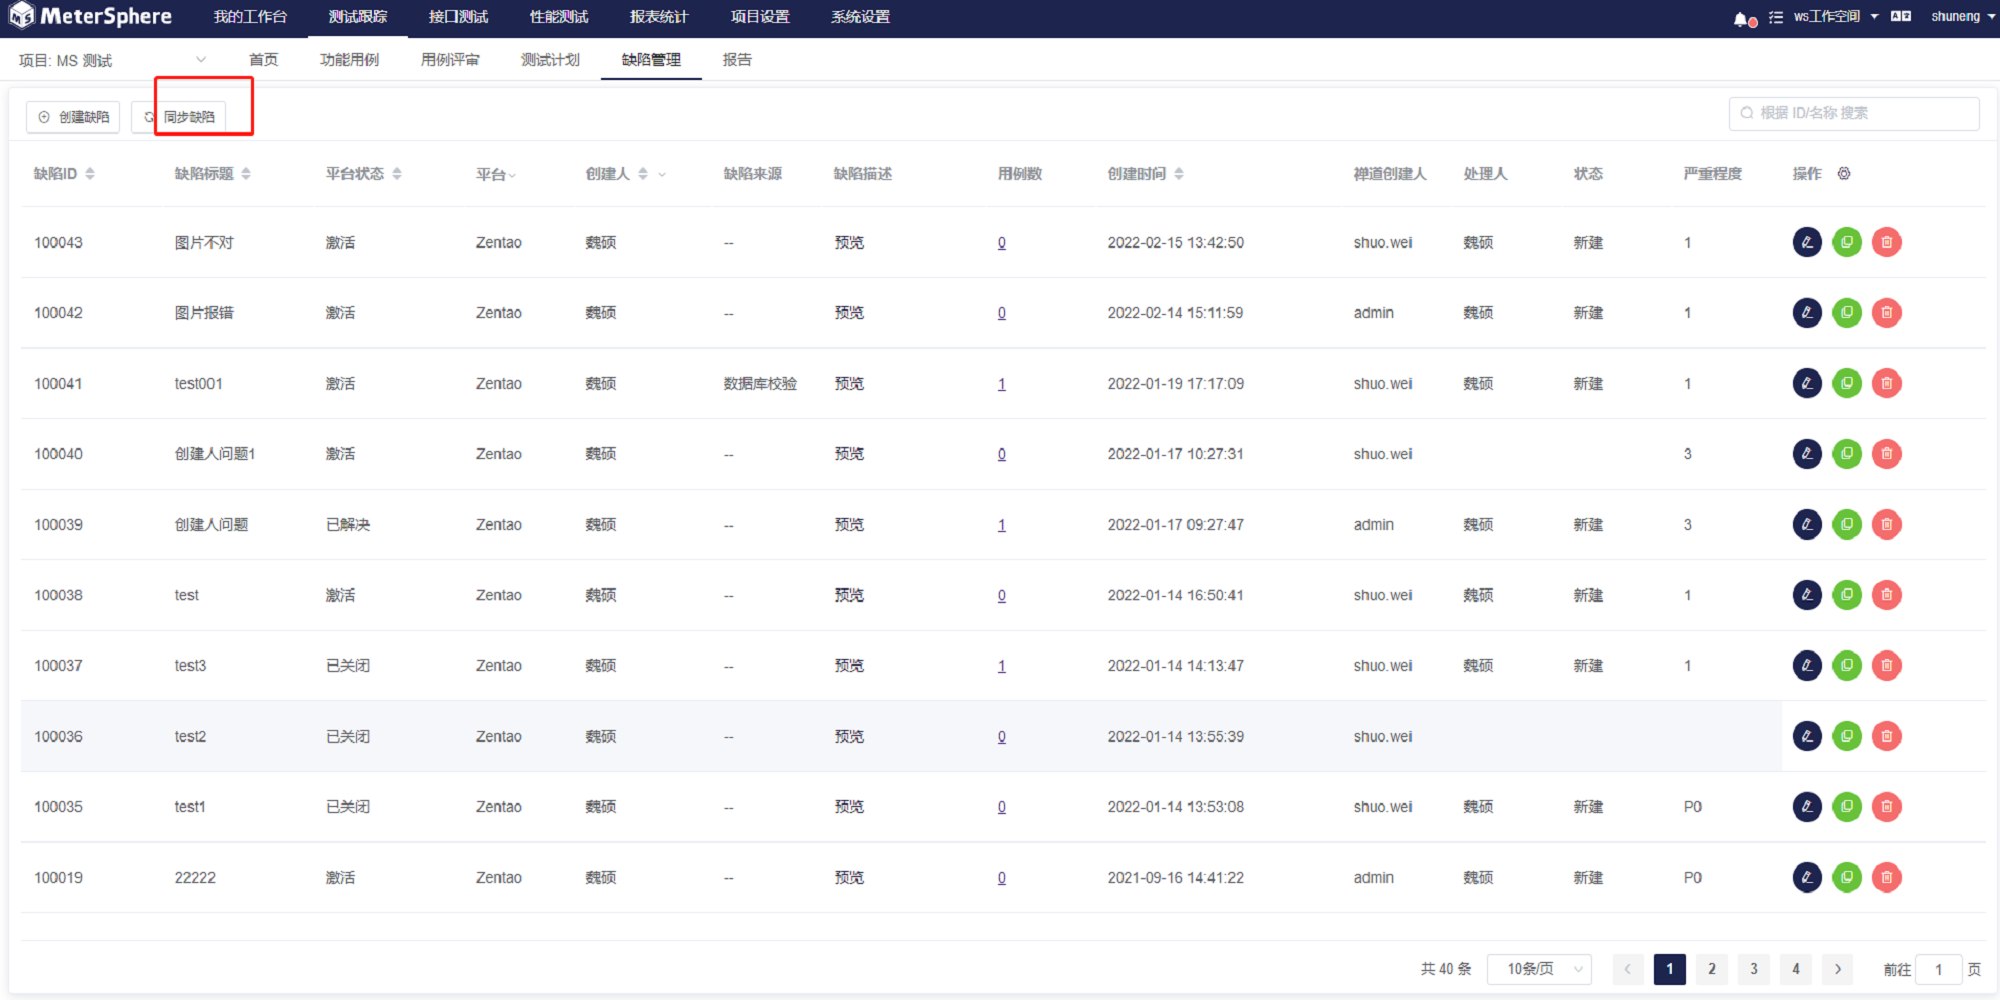 MeterSphere 我的工作台 测试跟踪 接口测试 性能测试 报表统计 项目设置 系统设置 ws工作空间 shuneng
项目: MS 测试 首页 功能用例 用例评审 测试计划 缺陷管理 报告
创建缺陷 同步缺陷 根据 ID/名称 搜索
缺陷ID 缺陷标题 平台状态 平台 创建人 缺陷来源 缺陷描述 用例数 创建时间 禅道创建人 处理人 状态 严重程度 操作
100043 图片不对 激活 Zentao 魏硕 -- 预览 0 2022-02-15 13:42:50 shuo.wei 魏硕 新建 1
100042 图片报错 激活 Zentao 魏硕 -- 预览 0 2022-02-14 15:11:59 admin 魏硕 新建 1
100041 test001 激活 Zentao 魏硕 数据库校验 预览 1 2022-01-19 17:17:09 shuo.wei 魏硕 新建 1
100040 创建人问题1 激活 Zentao 魏硕 -- 预览 0 2022-01-17 10:27:31 shuo.wei 3
100039 创建人问题 已解决 Zentao 魏硕 -- 预览 1 2022-01-17 09:27:47 admin 魏硕 新建 3
100038 test 激活 Zentao 魏硕 -- 预览 0 2022-01-14 16:50:41 shuo.wei 魏硕 新建 1
100037 test3 已关闭 Zentao 魏硕 -- 预览 1 2022-01-14 14:13:47 shuo.wei 魏硕 新建 1
100036 test2 已关闭 Zentao 魏硕 -- 预览 0 2022-01-14 13:55:39 shuo.wei
100035 test1 已关闭 Zentao 魏硕 -- 预览 0 2022-01-14 13:53:08 shuo.wei 魏硕 新建 P0
100019 22222 激活 Zentao 魏硕 -- 预览 0 2021-09-16 14:41:22 admin 魏硕 新建 P0
共 40 条 10条/页 1 2 3 4 前往 1 页